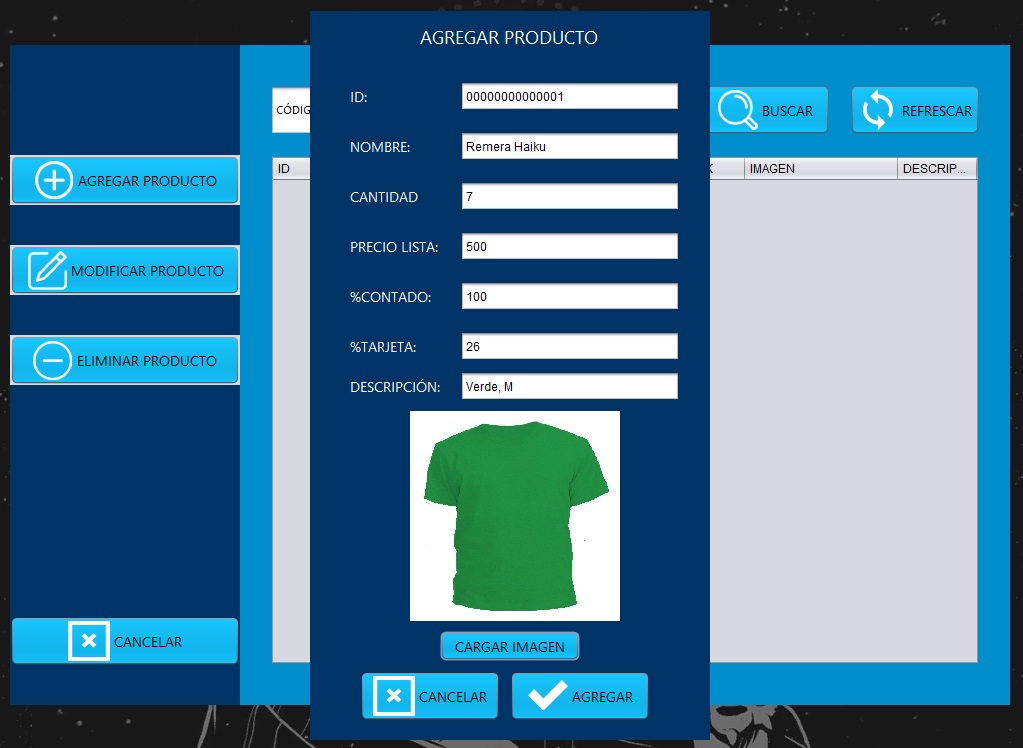 AGREGAR PRODUCTO
ID: 00000000000001
NOMBRE: Remera Haiku
CANTIDAD 7
PRECIO LISTA: 500
%CONTADO: 100
%TARJETA: 26
DESCRIPCIÓN: Verde, M
CARGAR IMAGEN
CANCELAR AGREGAR
AGREGAR PRODUCTO
MODIFICAR PRODUCTO
ELIMINAR PRODUCTO
CANCELAR
CÓDIG
BUSCAR REFRESCAR
ID K IMAGEN DESCRIP...